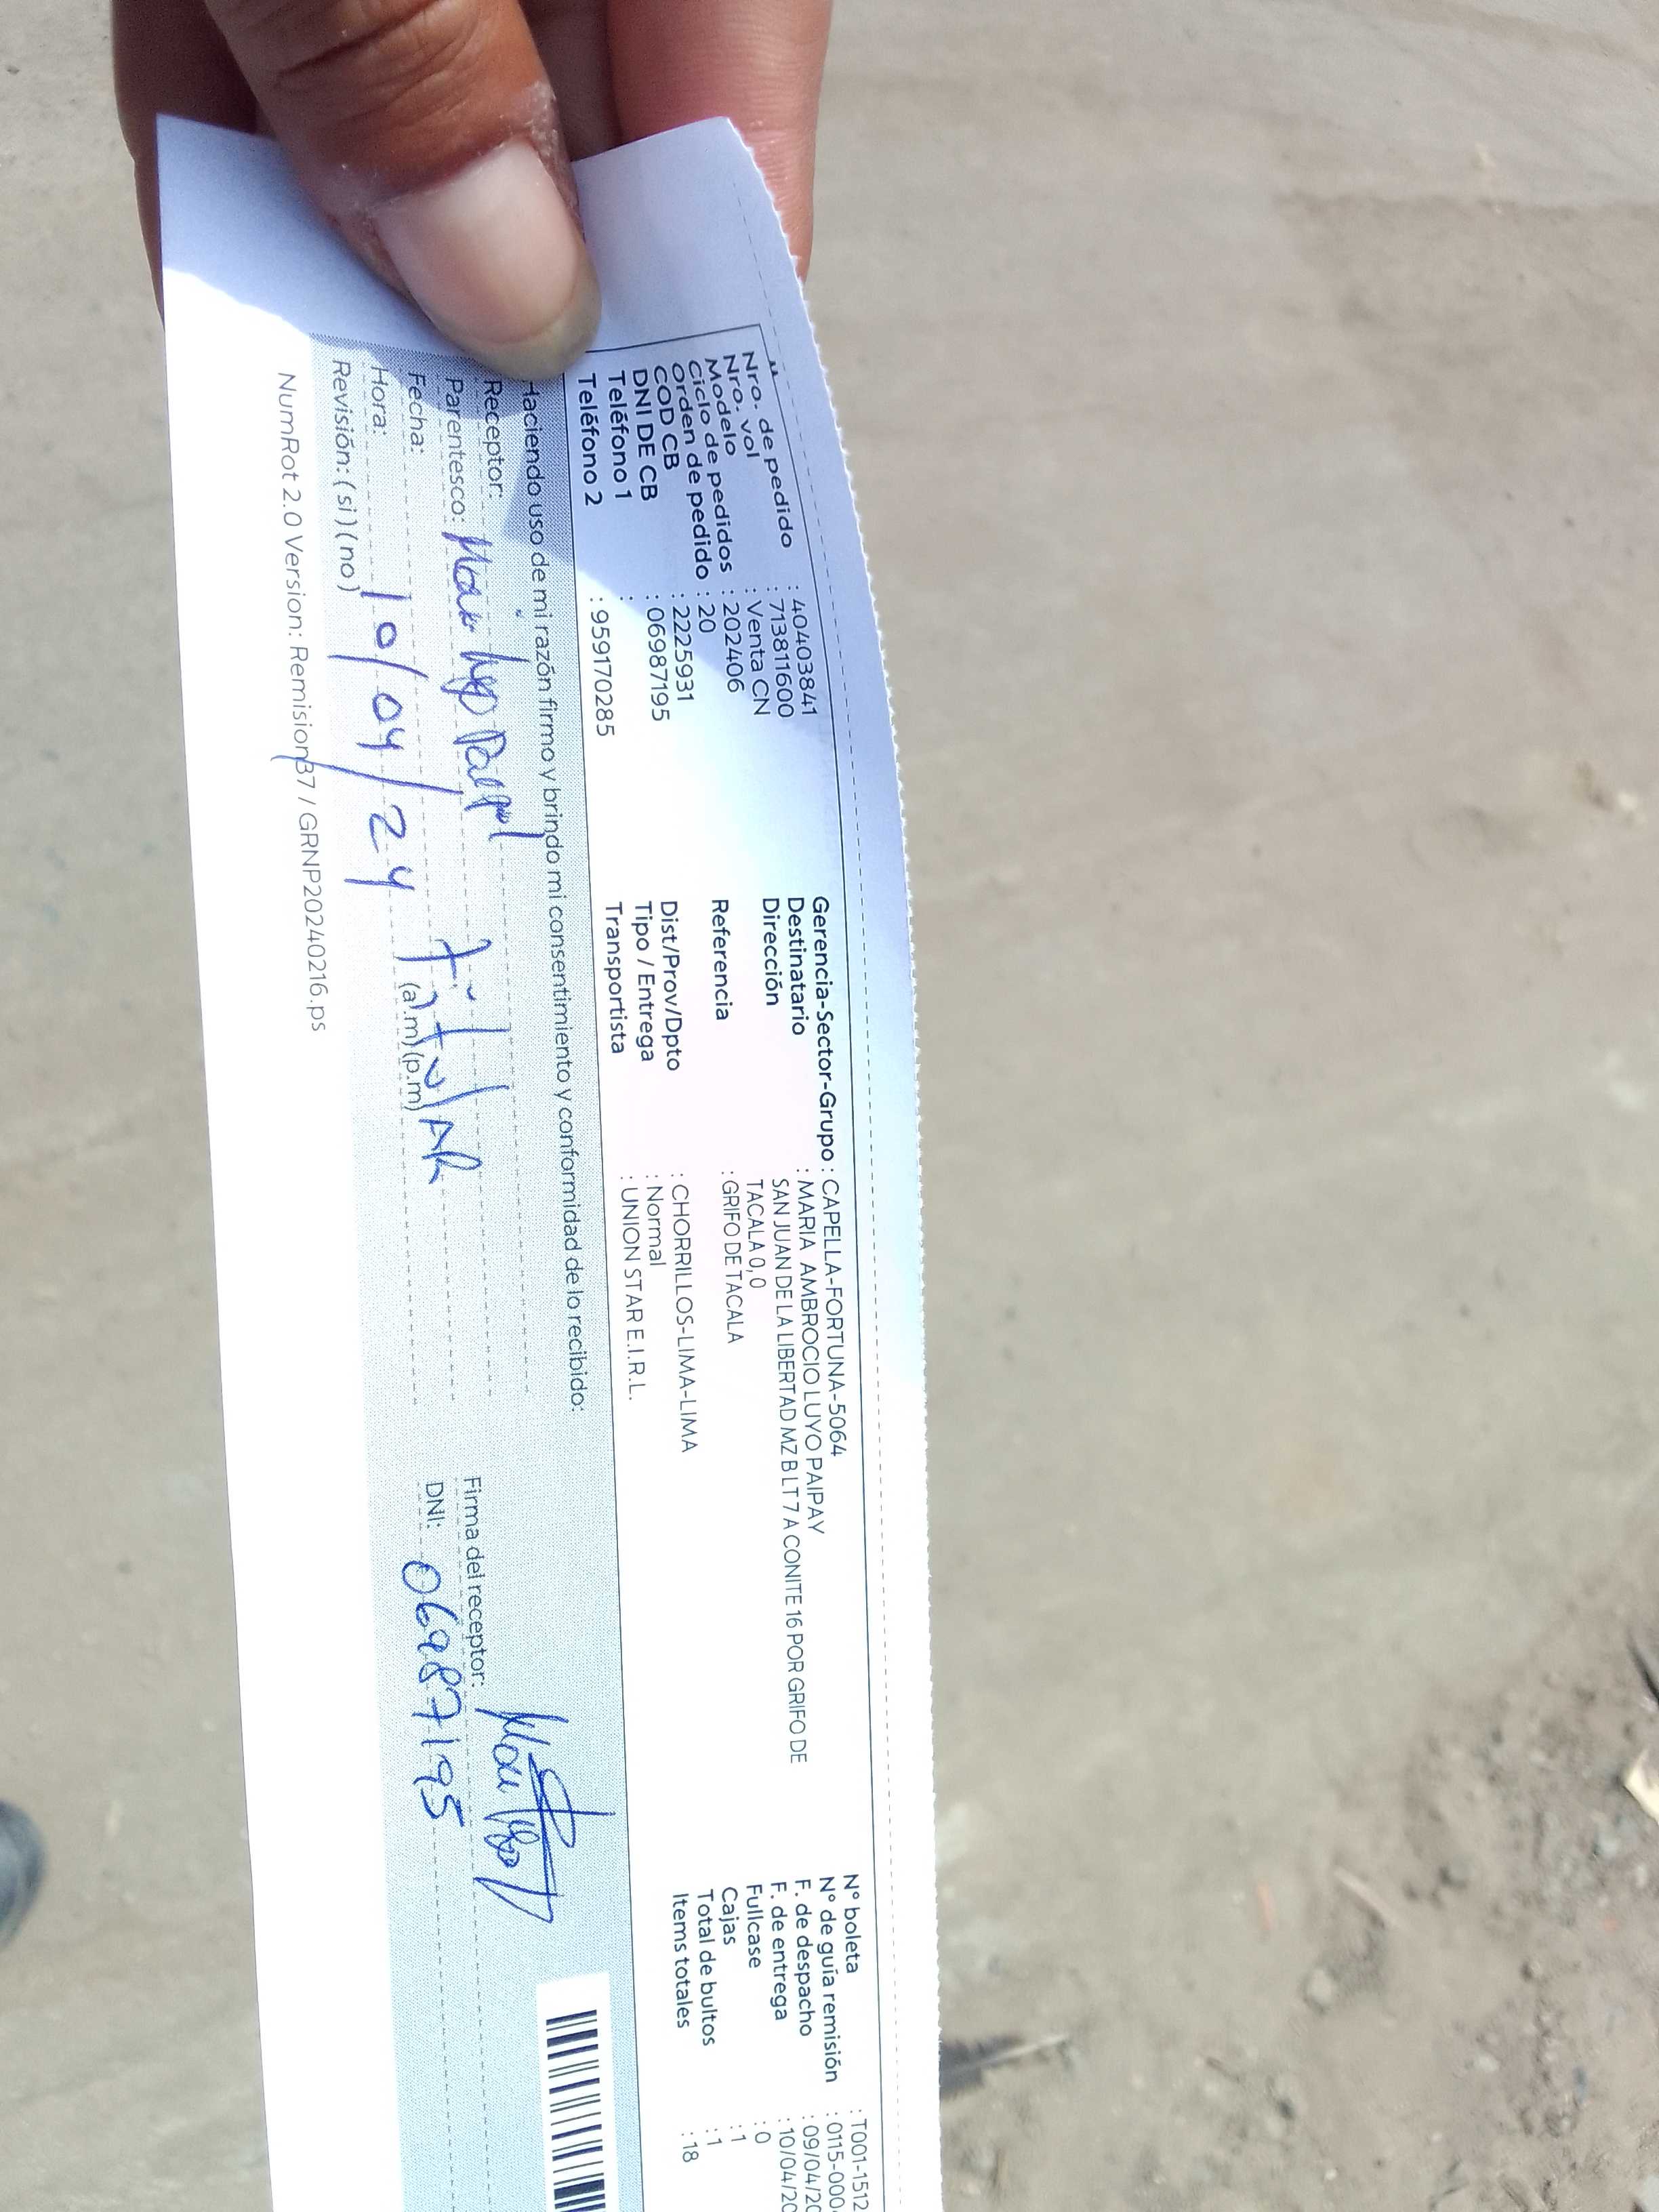 Nro. de pedido : 40403841
Nro. vol : 713811600
Modelo : Venta CN
Ciclo de pedidos : 202406
Orden de pedido : 20
COD CB : 2225931
DNI DE CB : 06987195
Teléfono 1 :
Teléfono 2 : 959170285
Gerencia-Sector-Grupo : CAPELLA-FORTUNA-5064
Destinatario : MARIA AMBROCIO LUYO PAIPAY
Dirección SAN JUAN DE LA LIBERTAD MZ B LT 7 A CONITE 16 POR GRIFO DE
TACALA 0, 0
Referencia : GRIFO DE TACALA
Dist/Prov/Dpto : CHORRILLOS-LIMA-LIMA
Tipo / Entrega : Normal
Transportista : UNION STAR E.I.R.L.
N° boleta : T001-1512
N° de guía remisión : 0115-000
F. de despacho : 09/04/20
F. de entrega : 10/04/20
Fullcase : 0
Cajas : 1
Total de bultos : 1
Items totales : 18
Haciendo uso de mi razón firmo y brindo mi consentimiento y conformidad de lo recibido:
Receptor:
Parentesco: Titular
Fecha: 10/04/24
Hora: (a.m) (p.m)
Revisión: ( si ) ( no )
Firma del receptor:
DNI: 06987195
NumRot 2.0 Version: Remision37 / GRNP20240216.ps